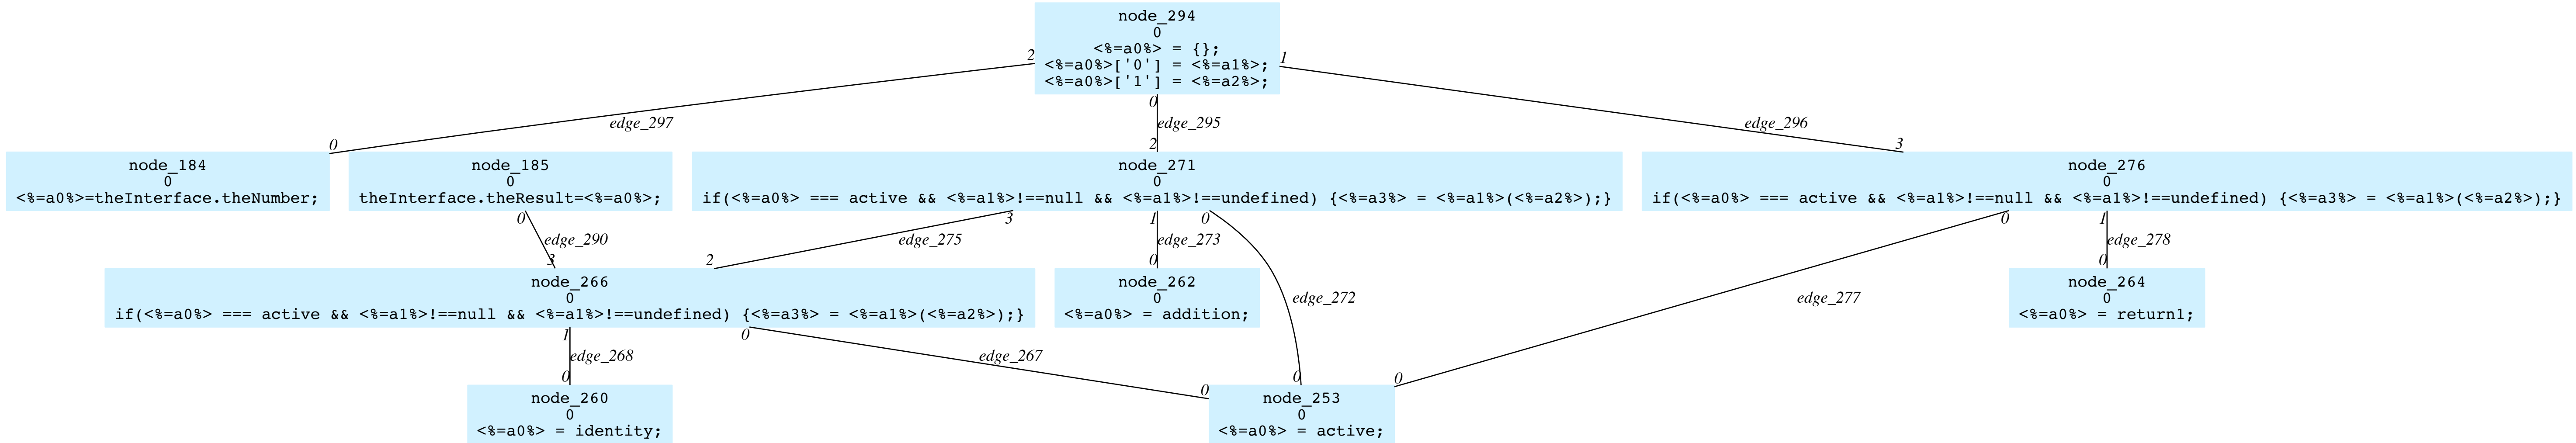 node_294
0
<%=a0%> = {};
<%=a0%>['0'] = <%=a1%>;
<%=a0%>['1'] = <%=a2%>;
2
1
0
edge_297
edge_295
edge_296
0
2
3
node_184
0
<%=a0%>=theInterface.theNumber;
node_185
0
theInterface.theResult=<%=a0%>;
node_271
0
if(<%=a0%> === active && <%=a1%>!==null && <%=a1%>!==undefined) {<%=a3%> = <%=a1%>(<%=a2%>);}
node_276
0
if(<%=a0%> === active && <%=a1%>!==null && <%=a1%>!==undefined) {<%=a3%> = <%=a1%>(<%=a2%>);}
0
3
1
0
0
1
edge_290
edge_275
edge_273
edge_278
3
2
0
0
node_266
0
if(<%=a0%> === active && <%=a1%>!==null && <%=a1%>!==undefined) {<%=a3%> = <%=a1%>(<%=a2%>);}
node_262
0
<%=a0%> = addition;
edge_272
edge_277
node_264
0
<%=a0%> = return1;
1
0
edge_268
edge_267
0
0
0
0
node_260
0
<%=a0%> = identity;
node_253
0
<%=a0%> = active;